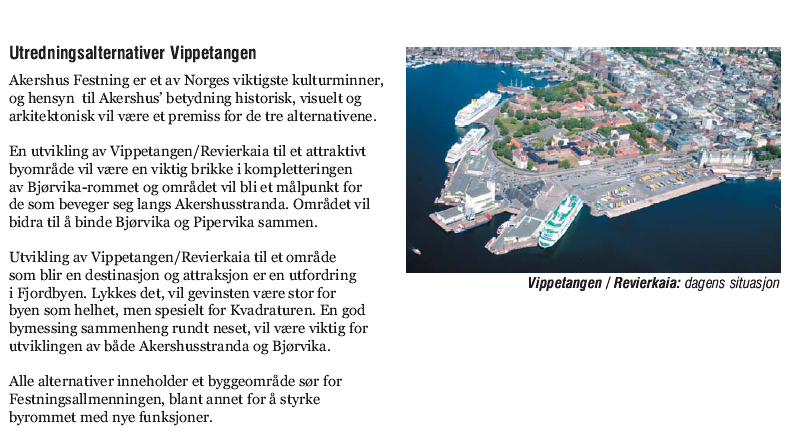 Utredningsalternativer Vippetangen
Akershus Festning er et av Norges viktigste kulturminner,
og hensyn til Akershus’ betydning historisk, visuelt og
arkitektonisk vil være et premiss for de tre alternativene.
En utvikling av Vippetangen/Revierkaia til et attraktivt
byområde vil være en viktig brikke i kompletteringen
av Bjørvika-rommet og området vil bli et målpunkt for
de som beveger seg langs Akershusstranda. Området vil
bidra til å binde Bjørvika og Pipervika sammen.
Utvikling av Vippetangen/Revierkaia til et område
som blir en destinasjon og attraksjon er en utfordring
i Fjordbyen. Lykkes det, vil gevinsten være stor for
byen som helhet, men spesielt for Kvadraturen. En god
bymessing sammenheng rundt neset, vil være viktig for
utviklingen av både Akershusstranda og Bjørvika.
Alle alternativer inneholder et byggeområde sør for
Festningsallmenningen, blant annet for å styrke
byrommet med nye funksjoner.
Vippetangen / Revierkaia: dagens situasjon